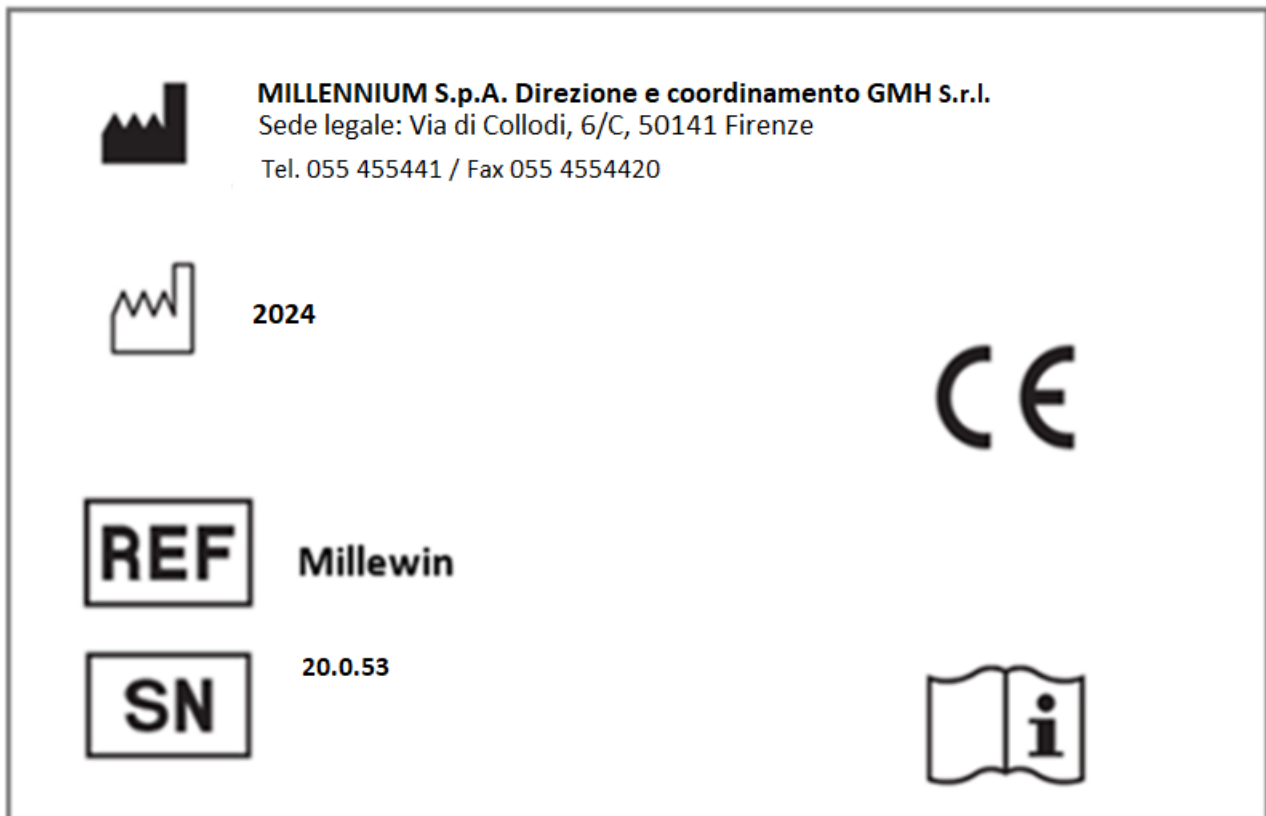 MILLENNIUM S.p.A. Direzione e coordinamento GMH S.r.l.
Sede legale: Via di Collodi, 6/C, 50141 Firenze
Tel. 055 455441 / Fax 055 4554420
2024
CE
REF Millewin
SN 20.0.53
i